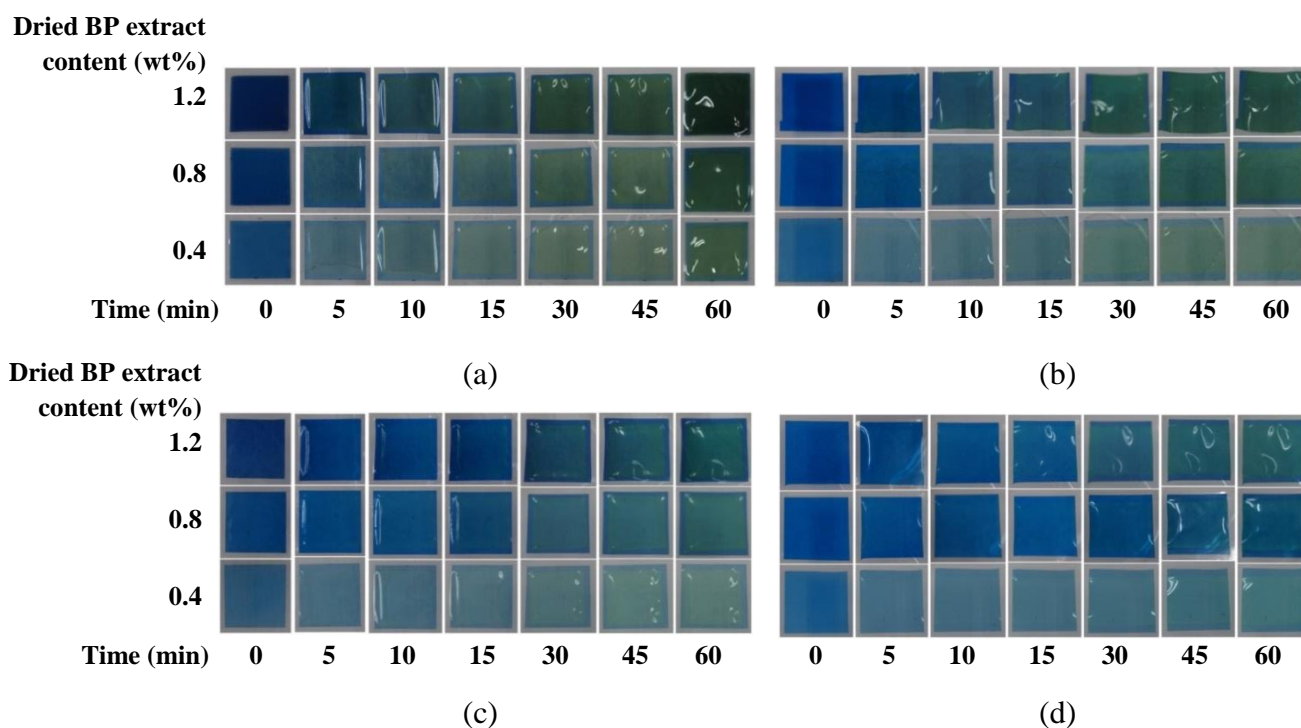 Dried BP extract
content (wt%)
1.2
0.8
0.4
Time (min) 0 5 10 15 30 45 60 0 5 10 15 30 45 60
(a) (b)
Dried BP extract
content (wt%)
1.2
0.8
0.4
Time (min) 0 5 10 15 30 45 60 0 5 10 15 30 45 60
(c) (d)